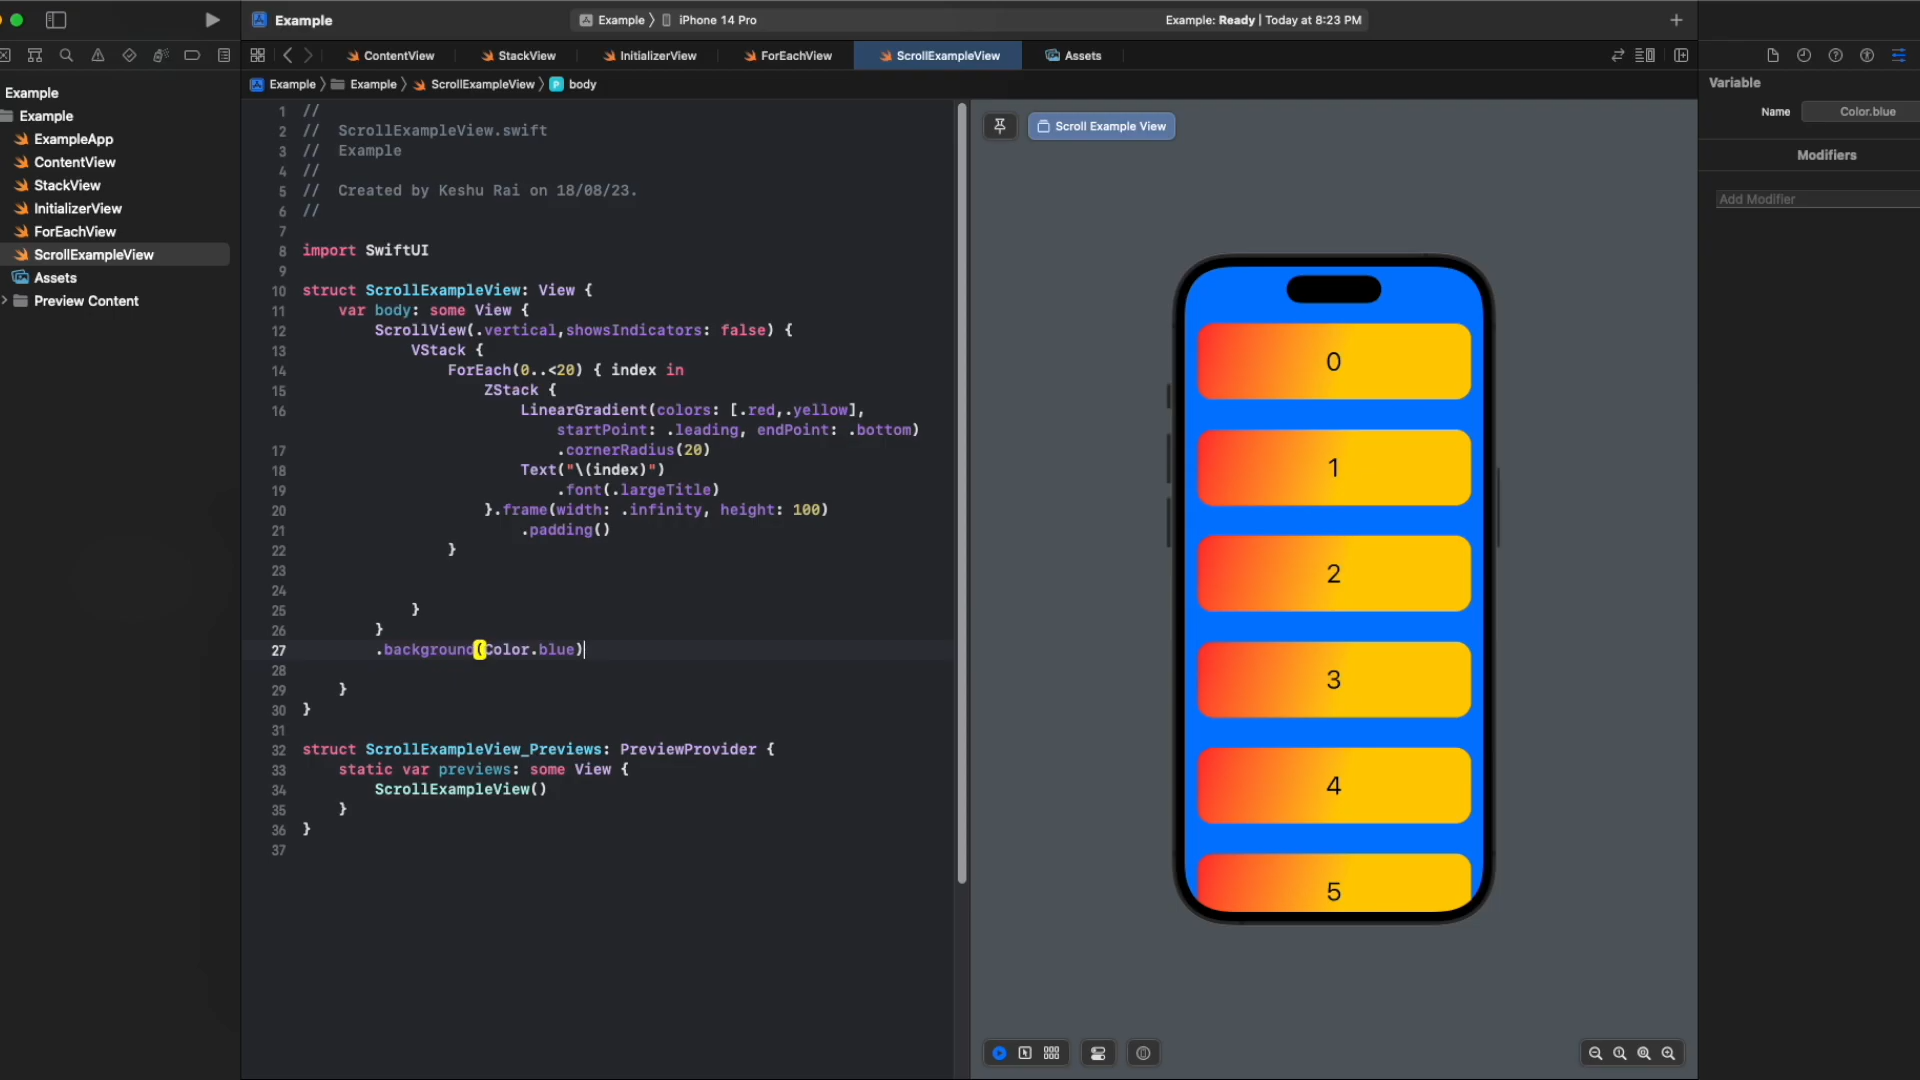 Example
Example 〉 iPhone 14 Pro
Example: Ready | Today at 8:23 PM
ContentView
StackView
InitializerView
ForEachView
ScrollExampleView
Assets
Example 〉 Example 〉 ScrollExampleView 〉 P body
Example
Example
ExampleApp
ContentView
StackView
InitializerView
ForEachView
ScrollExampleView
Assets
Preview Content
1 //
2 //  ScrollExampleView.swift
3 //  Example
4 //
5 //  Created by Keshu Rai on 18/08/23.
6 //
7
8 import SwiftUI
9
10 struct ScrollExampleView: View {
11     var body: some View {
12         ScrollView(.vertical,showsIndicators: false) {
13             VStack {
14                 ForEach(0..<20) { index in
15                     ZStack {
16                         LinearGradient(colors: [.red,.yellow],
startPoint: .leading, endPoint: .bottom)
17                             .cornerRadius(20)
18                         Text("\(index)")
19                             .font(.largeTitle)
20                     }.frame(width: .infinity, height: 100)
21                         .padding()
22                 }
23
24
25             }
26         }
27         .background(Color.blue)
28
29     }
30 }
31
32 struct ScrollExampleView_Previews: PreviewProvider {
33     static var previews: some View {
34         ScrollExampleView()
35     }
36 }
37
Scroll Example View
0
1
2
3
4
5
Variable
Name Color.blue
Modifiers
Add Modifier